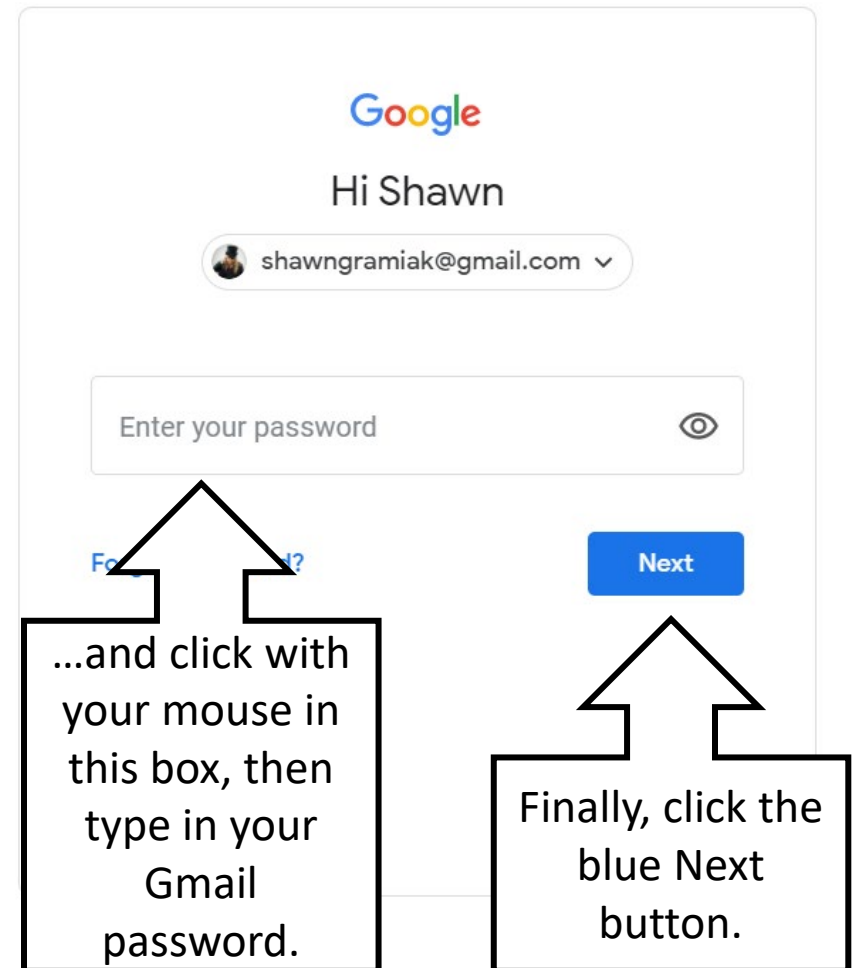 Google
Hi Shawn
shawngramiak@gmail.com
Enter your password
Next
...and click with
your mouse in
this box, then
type in your
Gmail
password.
Finally, click the
blue Next
button.